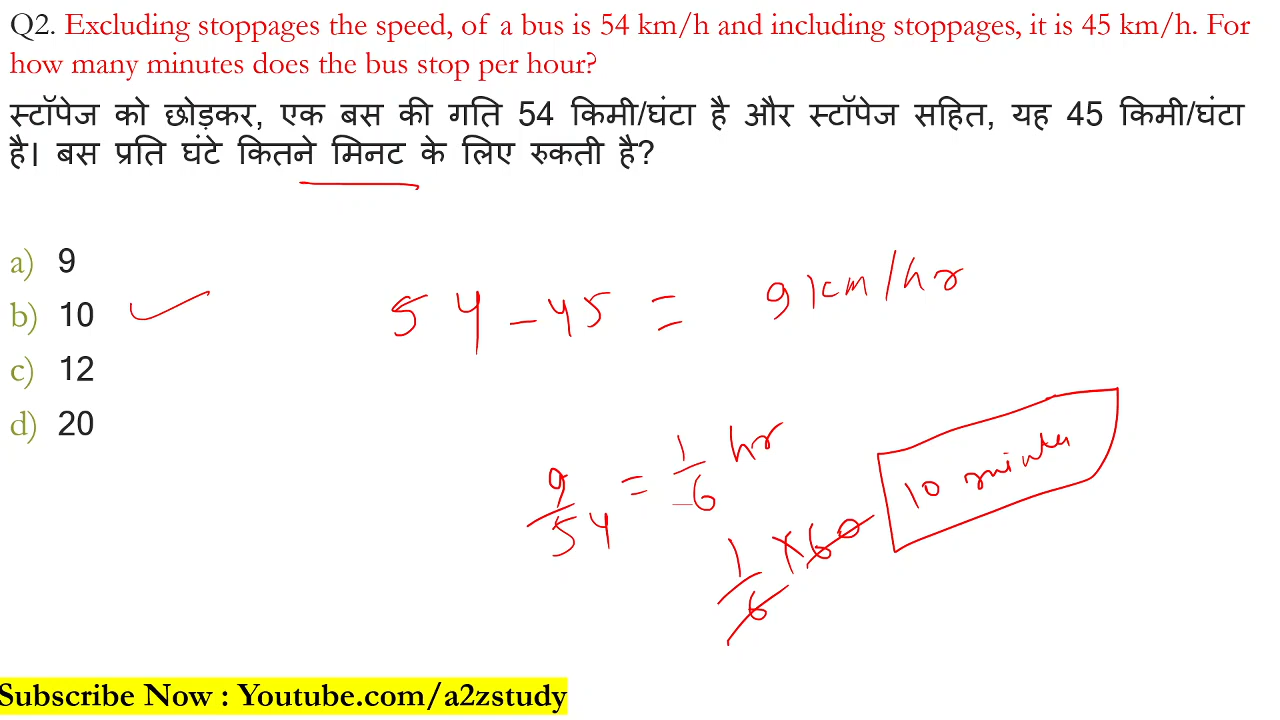 Q2. Excluding stoppages the speed, of a bus is 54 km/h and including stoppages, it is 45 km/h. For
how many minutes does the bus stop per hour?
स्टॉपेज को छोड़कर, एक बस की गति 54 किमी/घंटा है और स्टॉपेज सहित, यह 45 किमी/घंटा
है। बस प्रति घंटे कितने मिनट के लिए रुकती है?
a) 9
b) 10
c) 12
d) 20
54 - 45 = 9 km/hr
9/54 = 1/6 hr
1/6 × 60
10 minutes
Subscribe Now : Youtube.com/a2zstudy